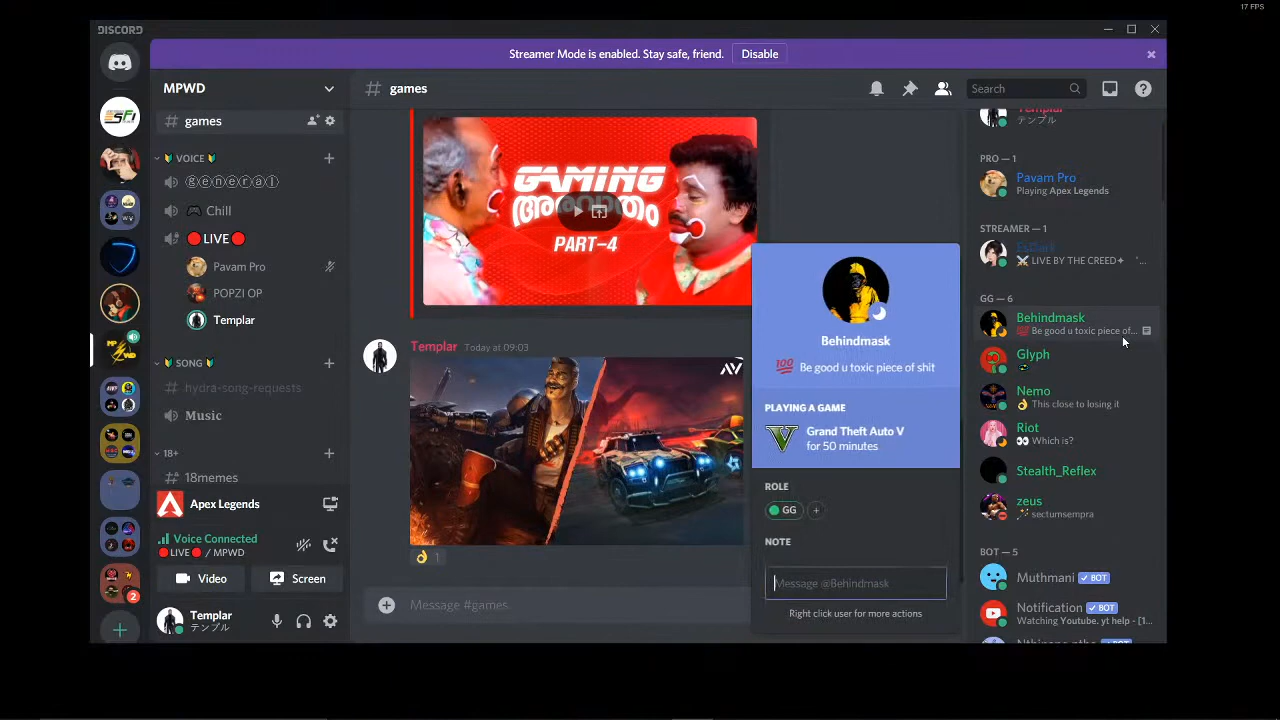 17 FPS
DISCORD
Streamer Mode is enabled. Stay safe, friend. Disable
MPWD
# games
Search
games
VOICE
ⓖⓔⓝⓔⓡⓐⓛ
Chill
LIVE
Pavam Pro
POPZI OP
Templar
SONG
# hydra-song-requests
Music
18+
18memes
Apex Legends
Voice Connected
LIVE / MPWD
Video
Screen
Templar
テンプル
2
GAMING
PART-4
Templar Today at 09:03
AV
👌 1
Message #games
Behindmask
💯 Be good u toxic piece of shit
PLAYING A GAME
Grand Theft Auto V
for 50 minutes
ROLE
GG +
NOTE
Message @Behindmask
Right click user for more actions
Templar
テンプル
PRO — 1
Pavam Pro
Playing Apex Legends
STREAMER — 1
⚔ LIVE BY THE CREED✦ '...
GG — 6
Behindmask
💯 Be good u toxic piece of...
Glyph
Nemo
👌 This close to losing it
Riot
👀 Which is?
Stealth_Reflex
zeus
sectumsempra
BOT — 5
Muthmani ✓ BOT
Notification ✓ BOT
Watching Youtube. yt help - [1...